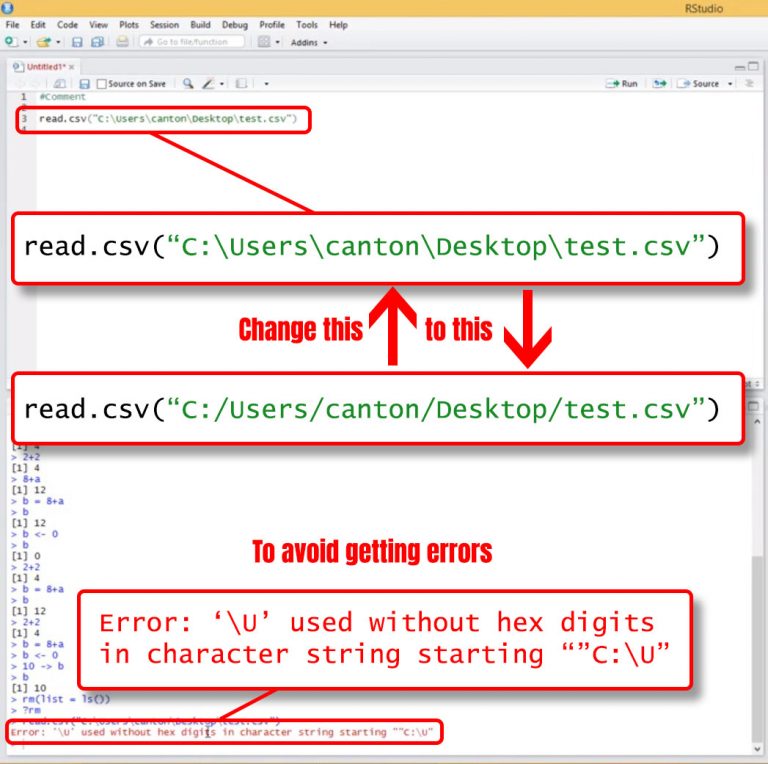 RStudio
File Edit Code View Plots Session Build Debug Profile Tools Help
Go to file/function Addins
Untitled1*
Source on Save Run Source
1 #Comment
2
3 read.csv("C:\Users\canton\Desktop\test.csv")
4
read.csv(“C:\Users\canton\Desktop\test.csv”)
Change this to this
read.csv(“C:/Users/canton/Desktop/test.csv”)
[1] 4
> 2+2
[1] 4
> 8+a
[1] 12
> b = 8+a
> b
[1] 12
> b <- 0
> b
[1] 0
> 2+2
[1] 4
> b = 8+a
> b
[1] 12
> 2+2
[1] 4
> b = 8+a
> b <- 0
> 10 -> b
> b
[1] 10
> rm(list = ls())
> ?rm
> read.csv("C:\Users\canton\Desktop\test.csv")
Error: '\U' used without hex digits in character string starting ""C:\U"
To avoid getting errors
Error: ‘\U’ used without hex digits
in character string starting “”C:\U”